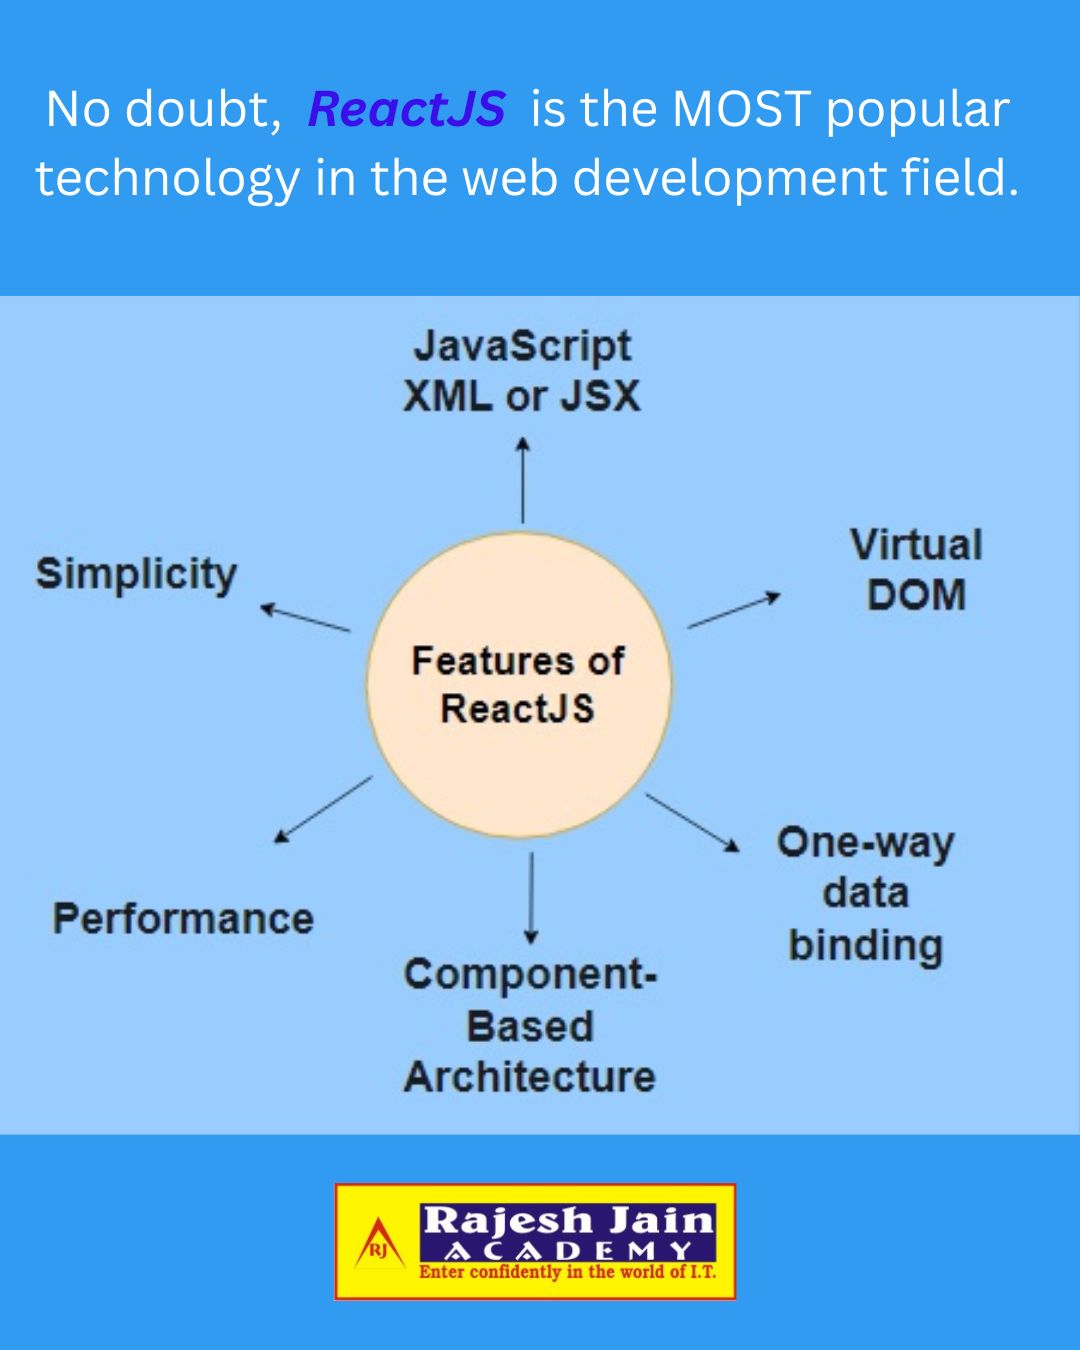 No doubt, ReactJS is the MOST popular
technology in the web development field.
JavaScript
XML or JSX
Virtual
DOM
Simplicity
Features of
ReactJS
One-way
data
binding
Performance
Component-
Based
Architecture
RJ
Rajesh Jain
ACADEMY
Enter confidently in the world of I.T.